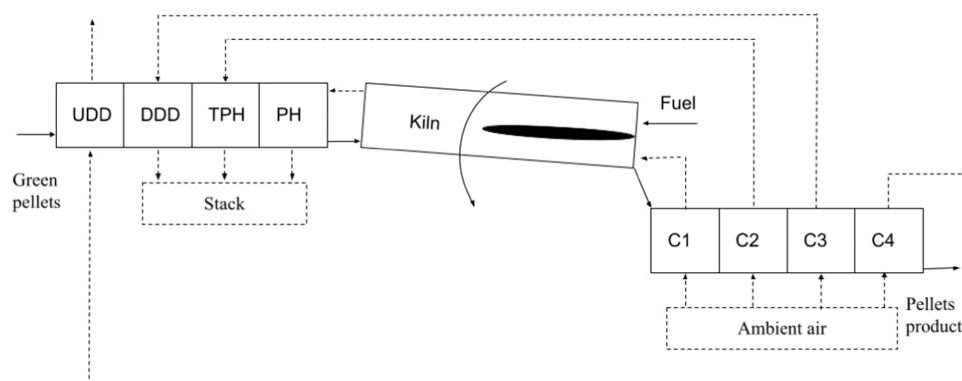 UDD DDD TPH PH
Kiln
Fuel
Green
pellets
Stack
C1 C2 C3 C4
Ambient air
Pellets
product